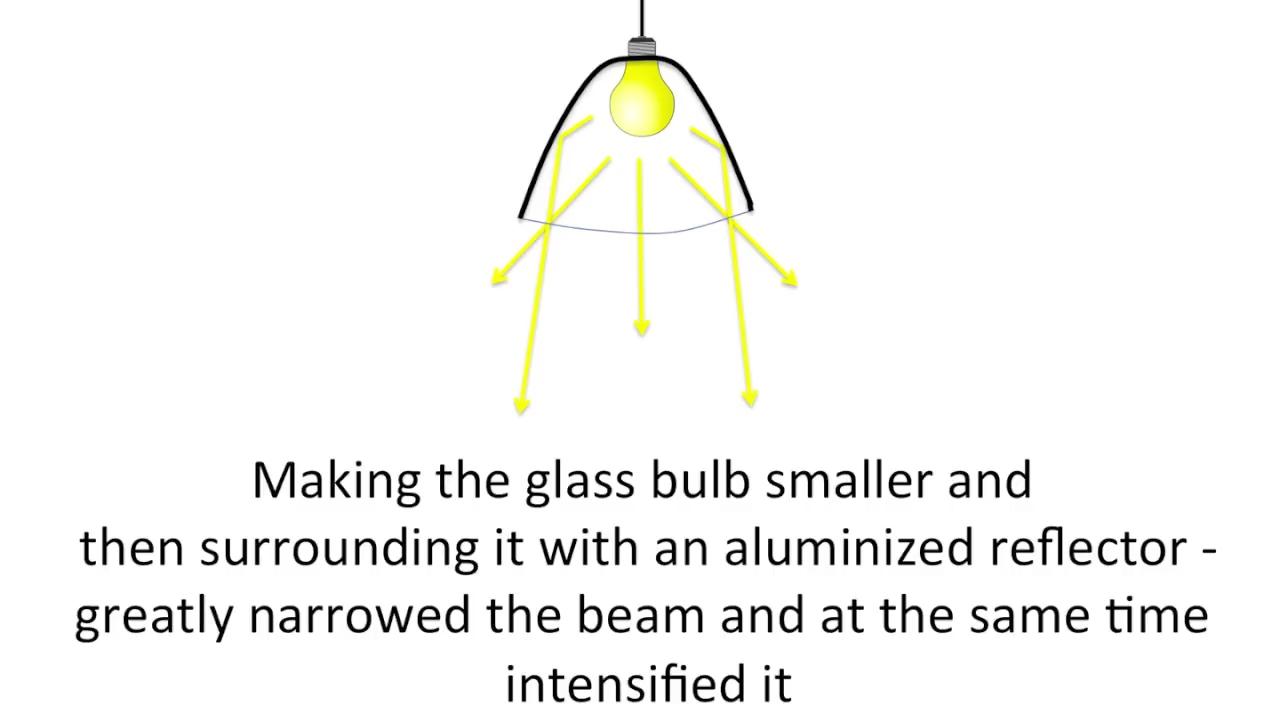 Making the glass bulb smaller and
then surrounding it with an aluminized reflector -
greatly narrowed the beam and at the same time
intensified it